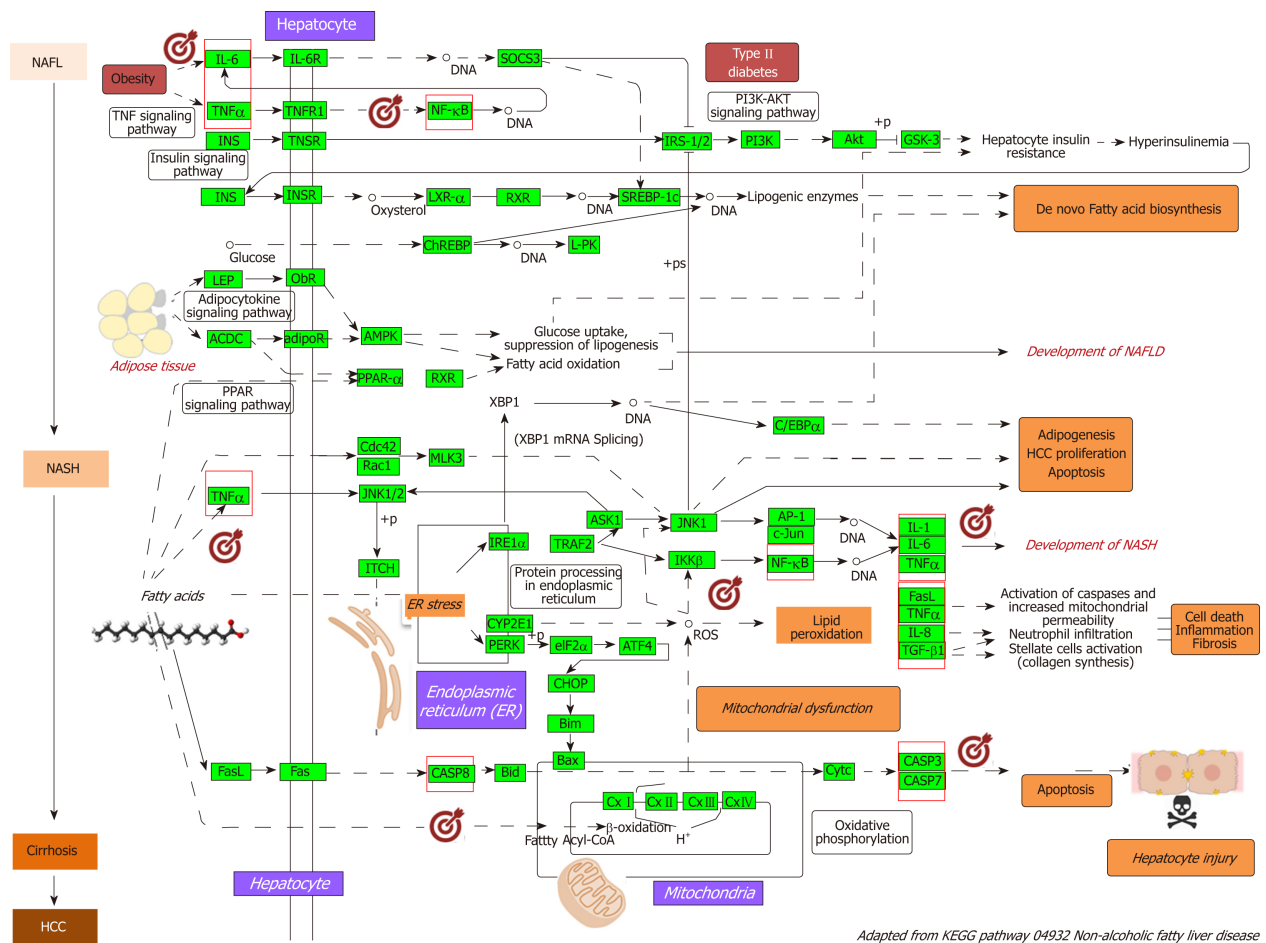 Hepatocyte
NAFL
Obesity
IL-6
IL-6R
DNA
SOCS3
Type II
diabetes
TNF signaling
pathway
TNFα
TNFR1
NF-κB
DNA
PI3K-AKT
signaling pathway
INS
TNSR
IRS-1/2
PI3K
Akt
+p
GSK-3
Hepatocyte insulin
resistance
Hyperinsulinemia
Insulin signaling
pathway
INS
INSR
Oxysterol
LXR-α
RXR
DNA
SREBP-1c
DNA
Lipogenic enzymes
De novo Fatty acid biosynthesis
Glucose
ChREBP
DNA
L-PK
+ps
LEP
ObR
Adipocytokine
signaling pathway
ACDC
adipoR
AMPK
Glucose uptake,
suppression of lipogenesis
Fatty acid oxidation
Development of NAFLD
Adipose tissue
PPAR-α
RXR
PPAR
signaling pathway
XBP1
DNA
(XBP1 mRNA Splicing)
C/EBPα
Adipogenesis
HCC proliferation
Apoptosis
NASH
Cdc42
Rac1
MLK3
TNFα
JNK1/2
+p
ITCH
ASK1
TRAF2
IRE1α
JNK1
IKKβ
AP-1
c-Jun
NF-κB
DNA
DNA
IL-1
IL-6
TNFα
Development of NASH
Protein processing
in endoplasmic
reticulum
Fatty acids
ER stress
CYP2E1
PERK
+p
eIF2α
ATF4
ROS
Lipid
peroxidation
FasL
TNFα
IL-8
TGF-β1
Activation of caspases and
increased mitochondrial
permeability
Neutrophil infiltration
Stellate cells activation
(collagen synthesis)
Cell death
Inflammation
Fibrosis
CHOP
Bim
Bax
Endoplasmic
reticulum (ER)
Mitochondrial dysfunction
FasL
Fas
CASP8
Bid
Cytc
CASP3
CASP7
Apoptosis
Cx I
Cx II
Cx III
CxIV
β-oxidation
H+
Fattty Acyl-CoA
Oxidative
phosphorylation
Cirrhosis
Hepatocyte
Mitochondria
Hepatocyte injury
HCC
Adapted from KEGG pathway 04932 Non-alcoholic fatty liver disease